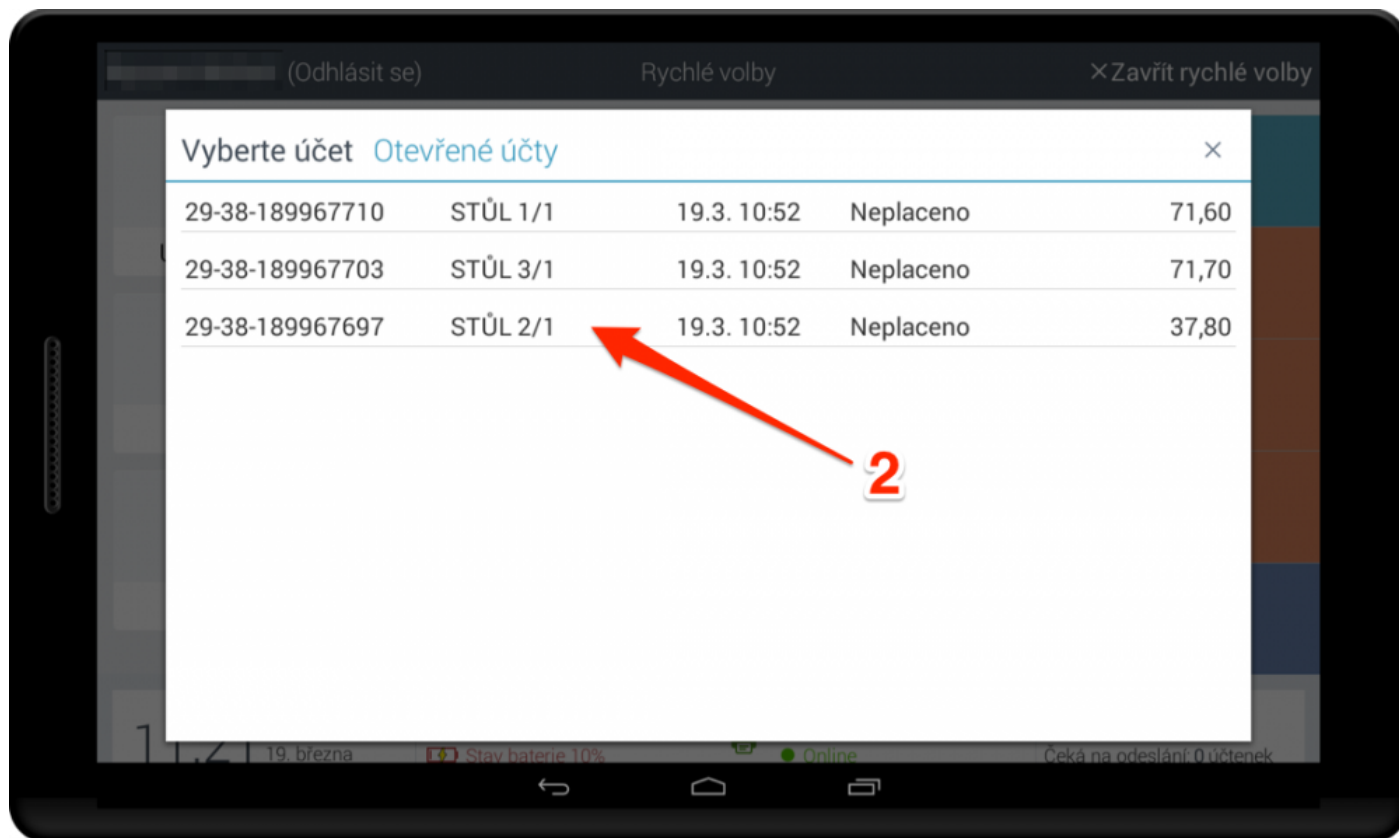 (Odhlásit se) Rychlé volby ×Zavřít rychlé volby
Vyberte účet Otevřené účty ×
29-38-189967710 STŮL 1/1 19.3. 10:52 Neplaceno 71,60
29-38-189967703 STŮL 3/1 19.3. 10:52 Neplaceno 71,70
29-38-189967697 STŮL 2/1 19.3. 10:52 Neplaceno 37,80
2
19. března Stav baterie 10% Online Čeká na odeslání: 0 účtenek